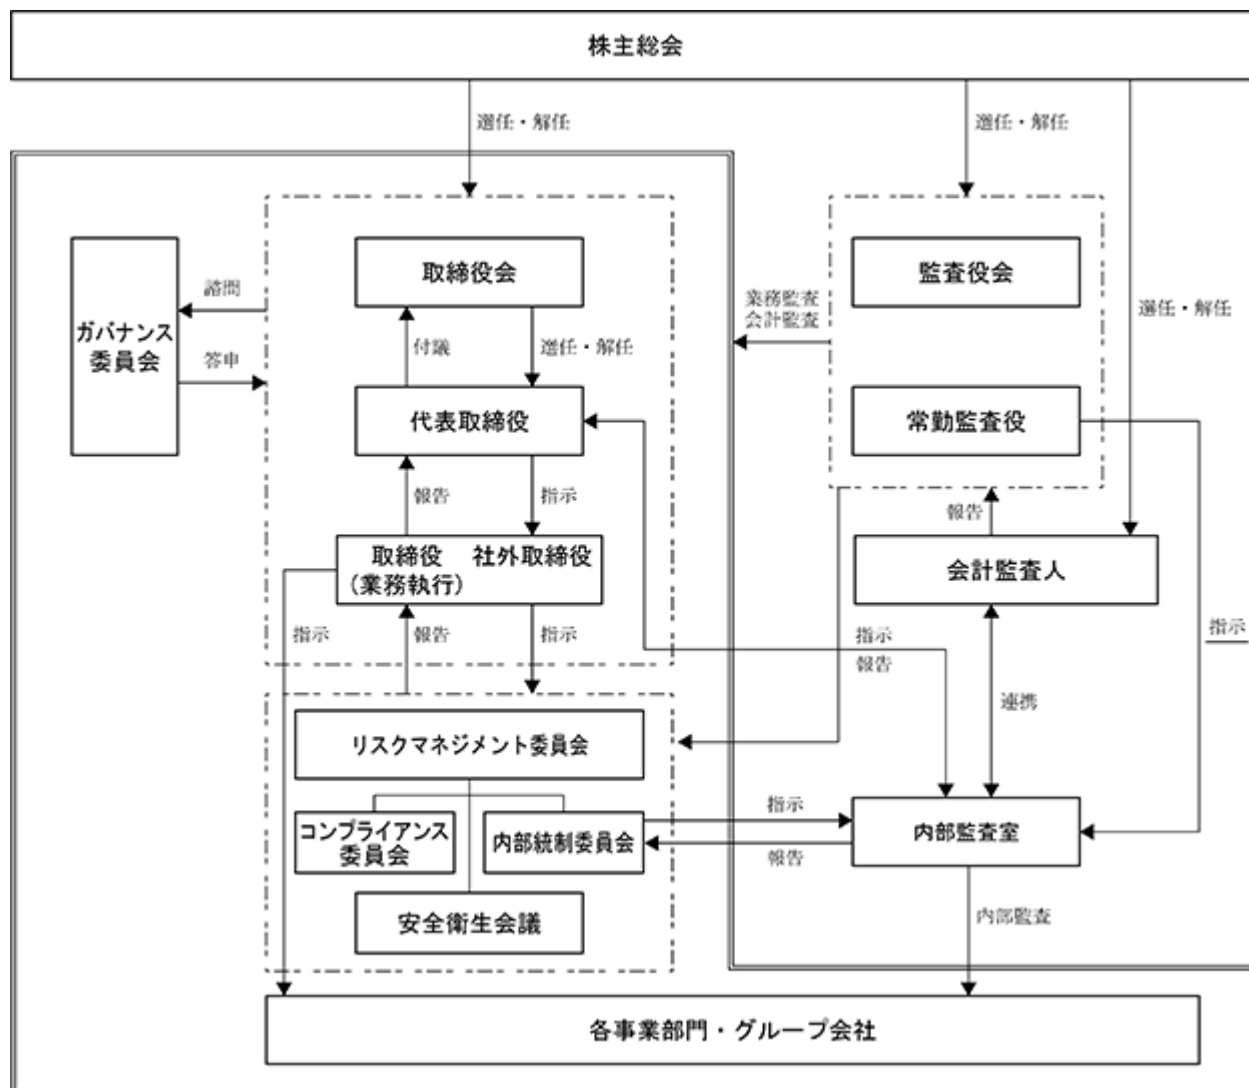 株主総会
選任・解任
選任・解任
選任・解任
取締役会
監査役会
ガバナンス
委員会
諮問
答申
業務監査
会計監査
付議
選任・解任
代表取締役
常勤監査役
報告
指示
報告
取締役
(業務執行)
社外取締役
会計監査人
指示
報告
指示
指示
報告
指示
連携
リスクマネジメント委員会
コンプライアンス
委員会
内部統制委員会
指示
報告
内部監査室
安全衛生会議
内部監査
各事業部門・グループ会社